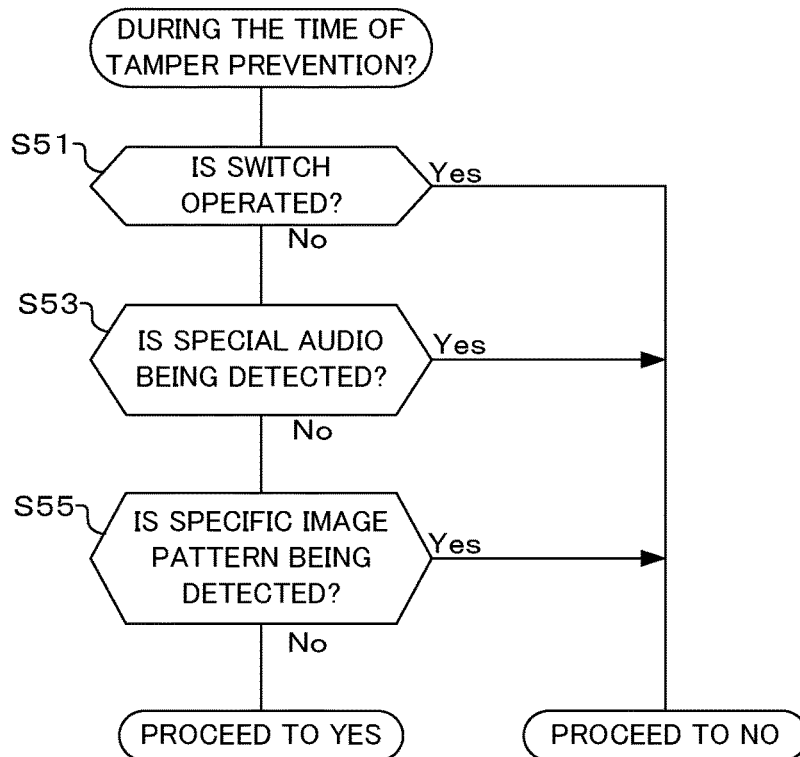 DURING THE TIME OF
TAMPER PREVENTION?
S51
IS SWITCH
OPERATED?
Yes
No
S53
IS SPECIAL AUDIO
BEING DETECTED?
Yes
No
S55
IS SPECIFIC IMAGE
PATTERN BEING
DETECTED?
Yes
No
PROCEED TO YES
PROCEED TO NO